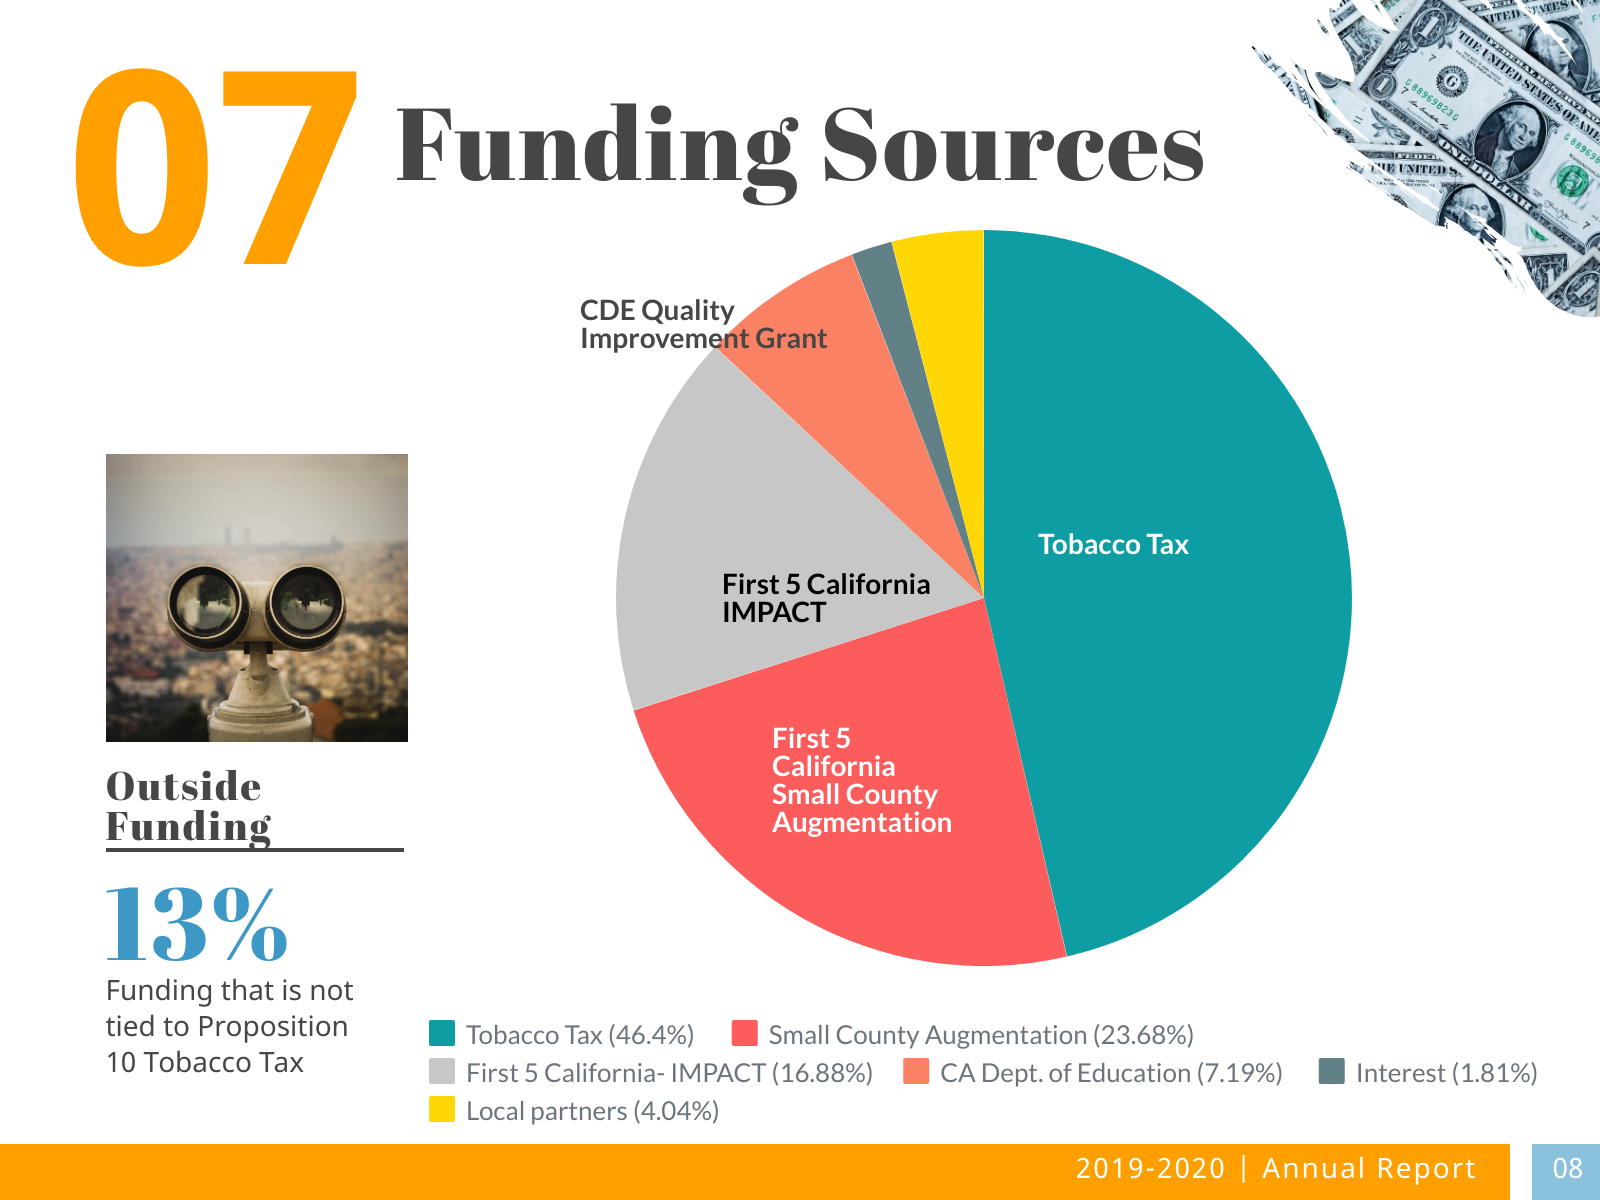 07
Funding Sources
CDE Quality
Improvement Grant
Tobacco Tax
First 5 California
IMPACT
First 5
California
Small County
Augmentation
Outside
Funding
13%
Funding that is not
tied to Proposition
10 Tobacco Tax
Tobacco Tax (46.4%)
Small County Augmentation (23.68%)
First 5 California- IMPACT (16.88%)
CA Dept. of Education (7.19%)
Interest (1.81%)
Local partners (4.04%)
2019-2020 | Annual Report
08